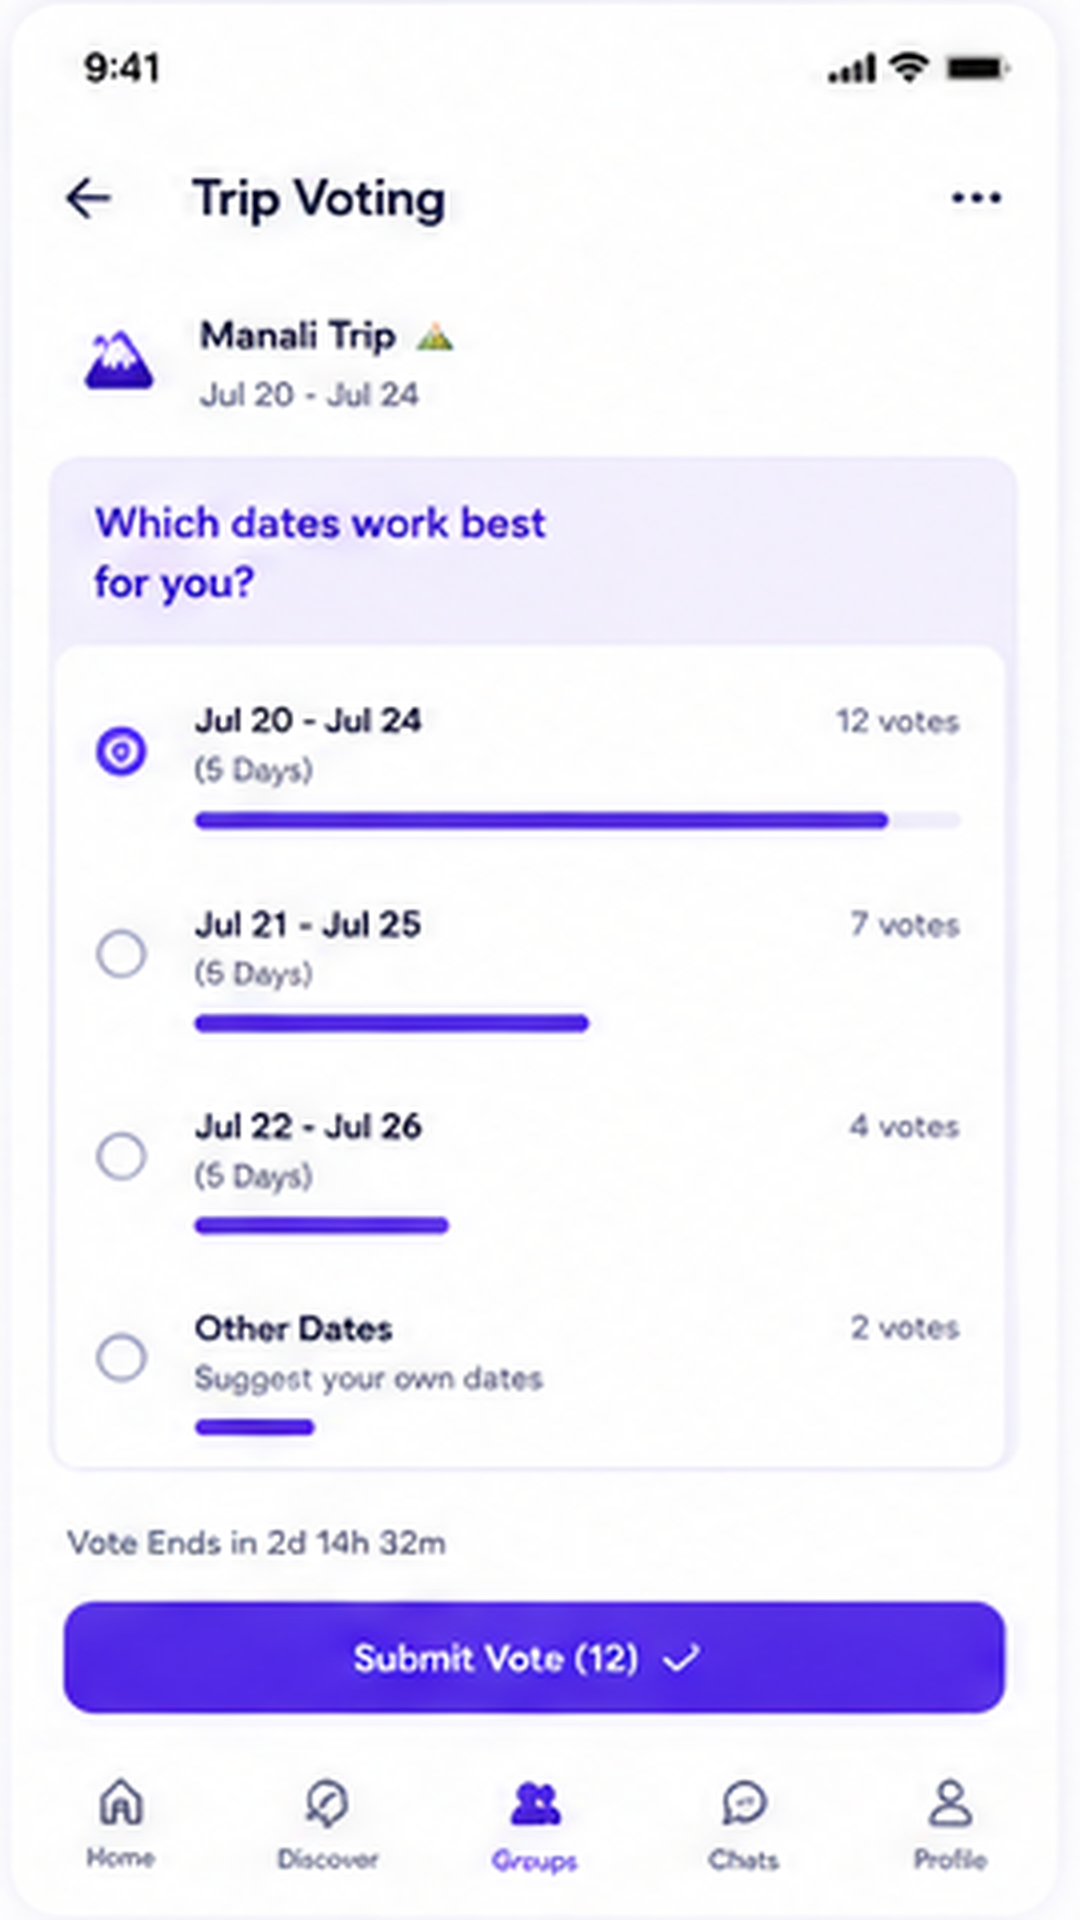 9:41
Trip Voting
Manali Trip
Jul 20 - Jul 24
Which dates work best
for you?
Jul 20 - Jul 24
12 votes
(5 Days)
Jul 21 - Jul 25
7 votes
(5 Days)
Jul 22 - Jul 26
4 votes
(5 Days)
Other Dates
2 votes
Suggest your own dates
Vote Ends in 2d 14h 32m
Submit Vote (12)
Home
Discover
Groups
Chats
Profile